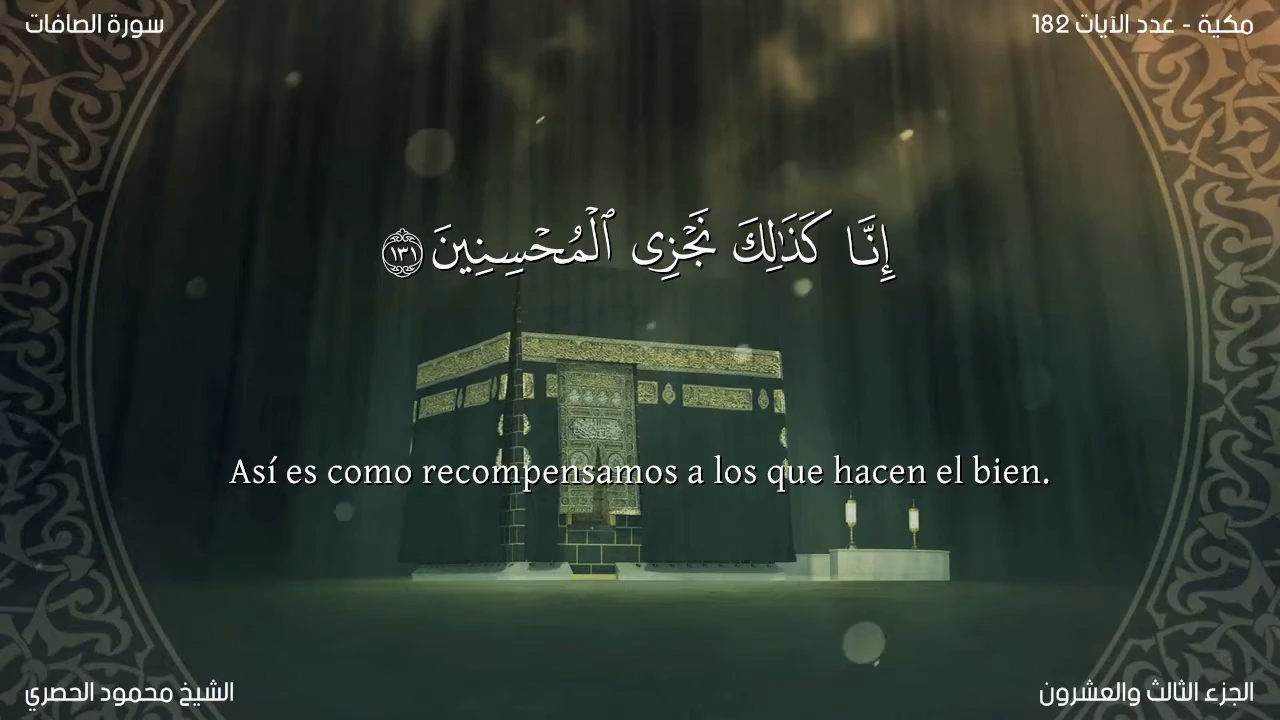 مكية - عدد الآيات 182
سورة الصافات
إِنَّا كَذَٰلِكَ نَجْزِى ٱلْمُحْسِنِينَ ١٣١
Así es como recompensamos a los que hacen el bien.
الجزء الثالث والعشرون
الشيخ محمود الحصري